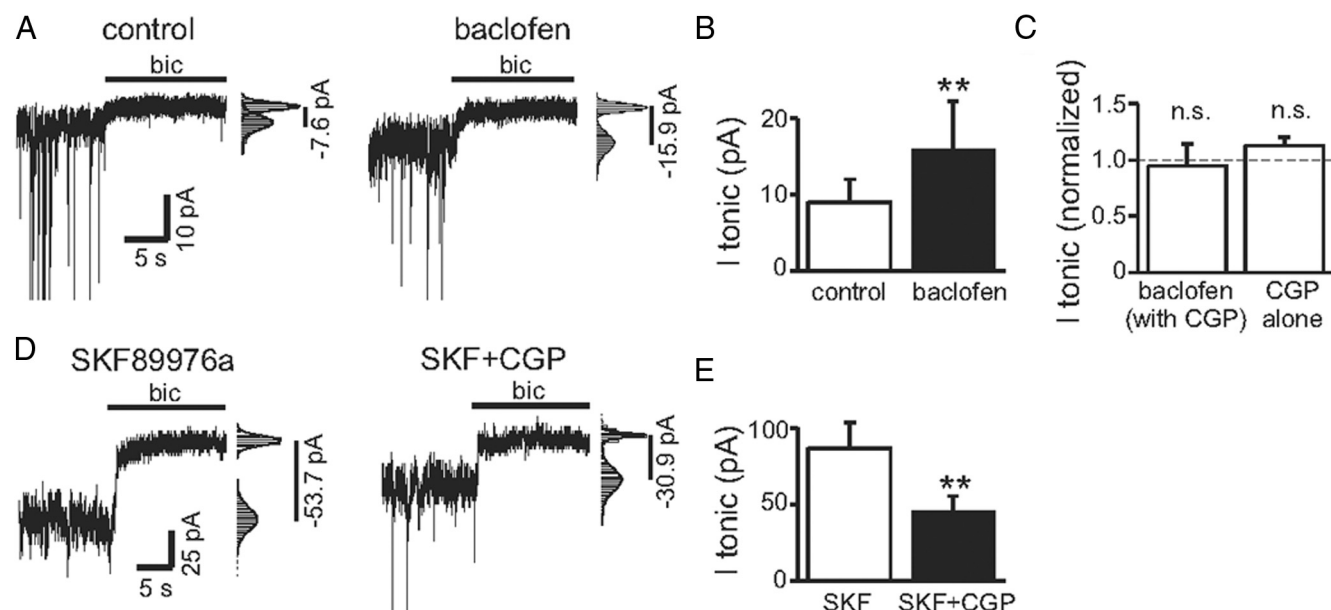 A
control
bic
-7.6 pA
10 pA
5 s
baclofen
bic
-15.9 pA
B
**
I tonic (pA)
20
10
0
control baclofen
C
I tonic (normalized)
1.5
1.0
0.5
0
n.s. n.s.
baclofen
(with CGP)
CGP
alone
D
SKF89976a
bic
-53.7 pA
25 pA
5 s
SKF+CGP
bic
-30.9 pA
E
I tonic (pA)
100
50
0
**
SKF SKF+CGP